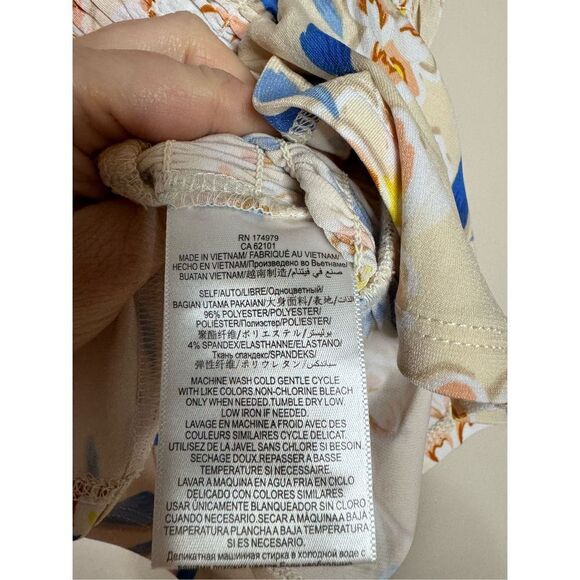 RN 174979
CA 62101
MADE IN VIETNAM/ FABRIQUÉ AU VIETNAM/
HECHO EN VIETNAM/Произведено во Вьетнаме/
BUATAN VIETNAM/越南制造/صنع في فيتنام/
SELF/AUTO/LIBRE/Одноцветный/
BAGIAN UTAMA PAKAIAN/大身面料/表地/الذات/
96% POLYESTER/POLYESTER/
POLIÉSTER/Полиэстер/POLIESTER/
聚酯纤维/ポリエステル/بوليستر/
4% SPANDEX/ELASTHANNE/ELASTANO/
Ткань спандекс/SPANDEKS/
弹性纤维/ポリウレタン/سباندكس/
MACHINE WASH COLD GENTLE CYCLE
WITH LIKE COLORS.NON-CHLORINE BLEACH
ONLY WHEN NEEDED.TUMBLE DRY LOW.
LOW IRON IF NEEDED.
LAVAGE EN MACHINE A FROID AVEC DES
COULEURS SIMILAIRES CYCLE DELICAT.
UTILISEZ DE LA JAVEL SANS CHLORE SI BESOIN.
SECHAGE DOUX.REPASSER A BASSE
TEMPERATURE SI NECESSAIRE.
LAVAR A MAQUINA EN AGUA FRIA EN CICLO
DELICADO CON COLORES SIMILARES.
USAR ÚNICAMENTE BLANQUEADOR SIN CLORO
CUANDO NECESARIO. SECAR A MÁQUINA A BAJA
TEMPERATURA PLANCHA A BAJA TEMPERATURA
SI ES NECESARIO.
Деликатная машинная стирка в холодной воде с